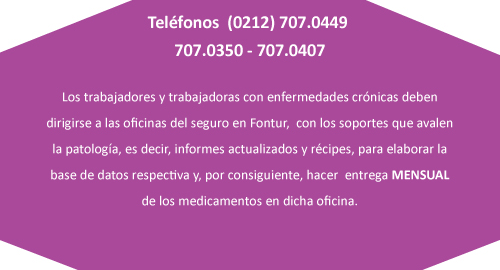 Teléfonos (0212) 707.0449
707.0350 - 707.0407
Los trabajadores y trabajadoras con enfermedades crónicas deben
dirigirse a las oficinas del seguro en Fontur, con los soportes que avalen
la patología, es decir, informes actualizados y récipes, para elaborar la
base de datos respectiva y, por consiguiente, hacer entrega MENSUAL
de los medicamentos en dicha oficina.